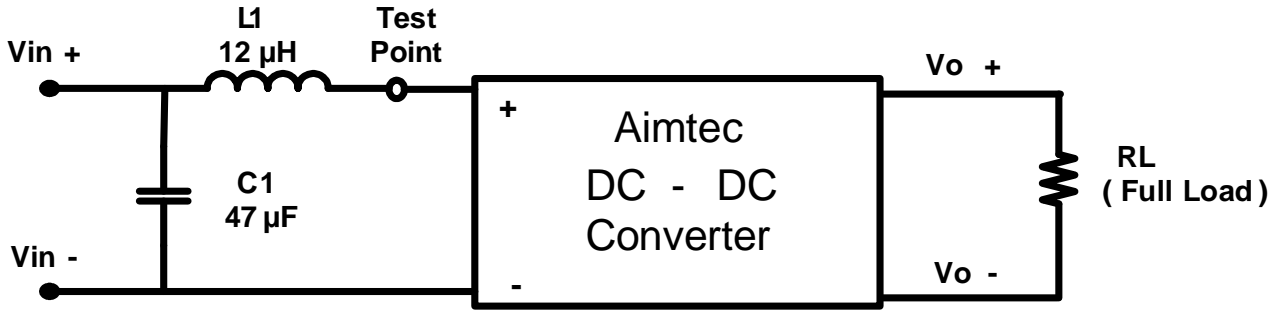 L1
12 µH
Test
Point
Vin +
Vo +
+
Aimtec
DC - DC
Converter
RL
( Full Load )
C1
47 µF
Vin -
-
Vo -